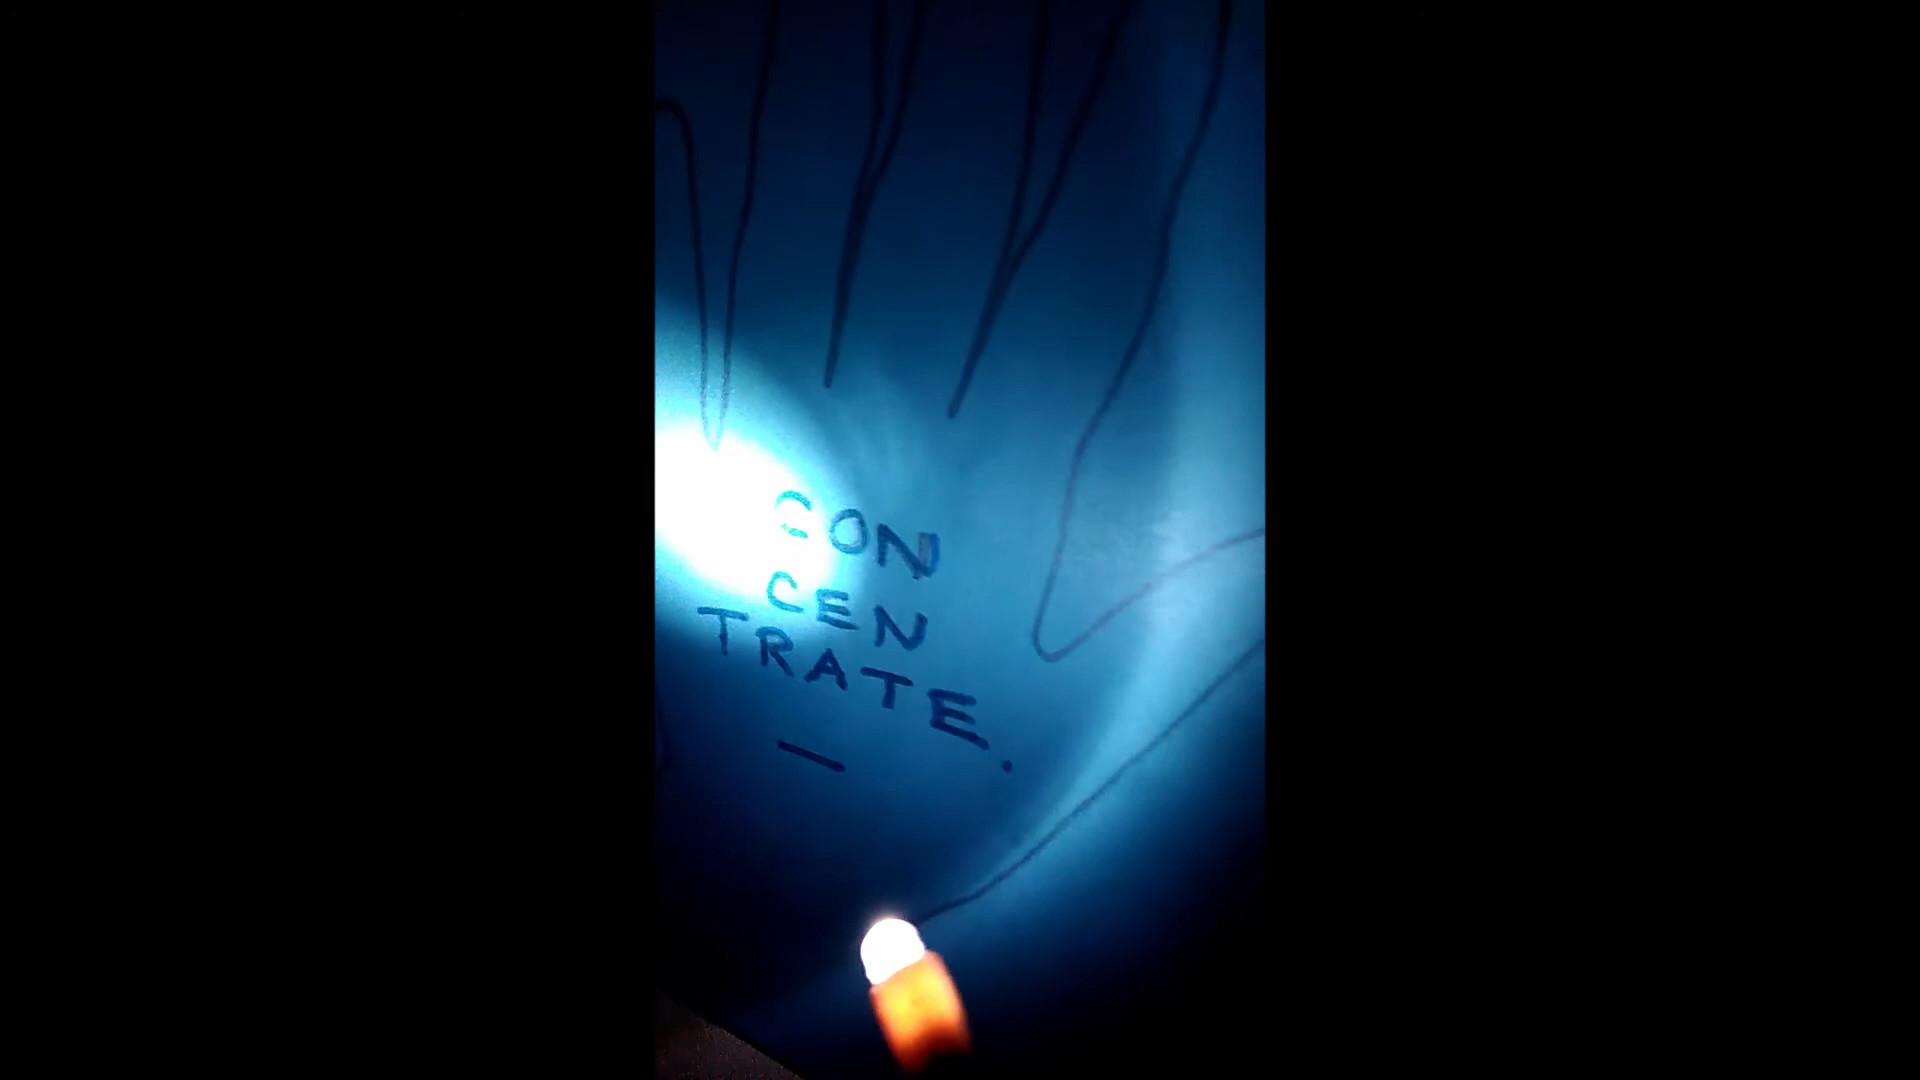 CON
CEN
TRATE.
—